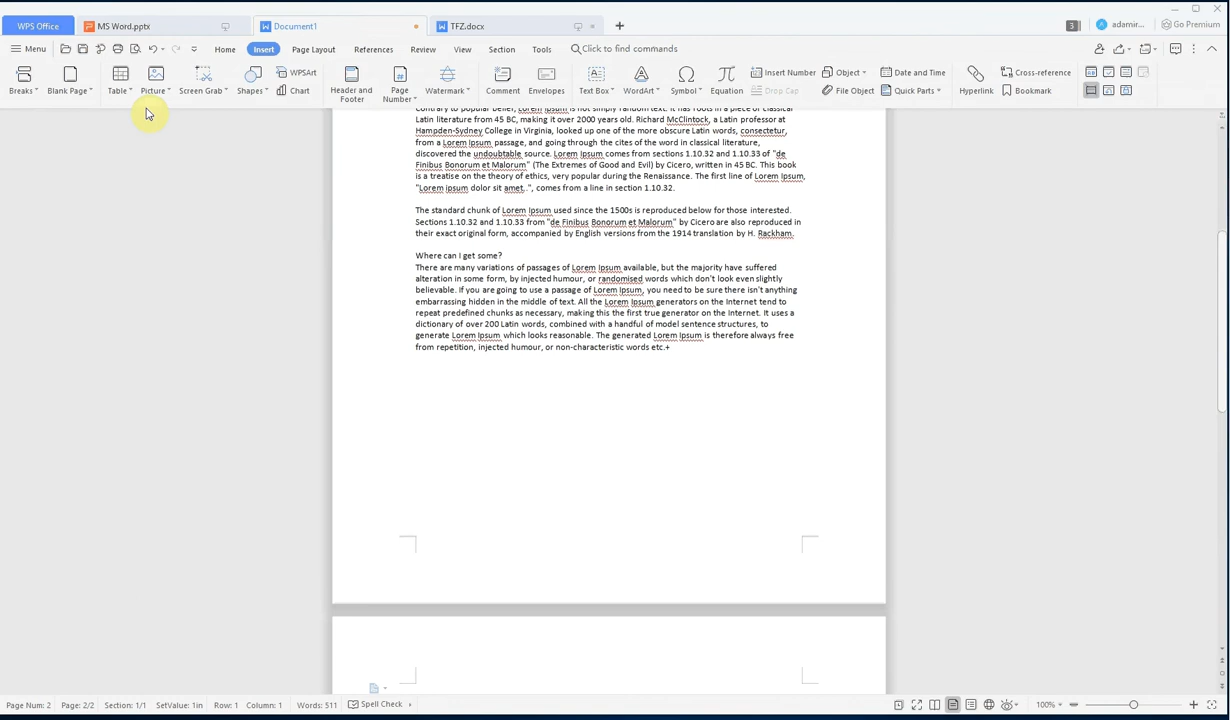 WPS Office
MS Word.pptx
Document1
TFZ.docx
3
adamir...
Go Premium
Menu
Home
Insert
Page Layout
References
Review
View
Section
Tools
Click to find commands
Breaks
Blank Page
Table
Picture
Screen Grab
Shapes
WPSArt
Chart
Header and Footer
Page Number
Watermark
Comment
Envelopes
Text Box
WordArt
Symbol
Equation
Insert Number
Drop Cap
Object
File Object
Date and Time
Quick Parts
Hyperlink
Cross-reference
Bookmark
Contrary to popular belief, Lorem Ipsum is not simply random text. It has roots in a piece of classical
Latin literature from 45 BC, making it over 2000 years old. Richard McClintock, a Latin professor at
Hampden-Sydney College in Virginia, looked up one of the more obscure Latin words, consectetur,
from a Lorem Ipsum passage, and going through the cites of the word in classical literature,
discovered the undoubtable source. Lorem Ipsum comes from sections 1.10.32 and 1.10.33 of "de
Finibus Bonorum et Malorum" (The Extremes of Good and Evil) by Cicero, written in 45 BC. This book
is a treatise on the theory of ethics, very popular during the Renaissance. The first line of Lorem Ipsum,
"Lorem ipsum dolor sit amet..", comes from a line in section 1.10.32.
The standard chunk of Lorem Ipsum used since the 1500s is reproduced below for those interested.
Sections 1.10.32 and 1.10.33 from "de Finibus Bonorum et Malorum" by Cicero are also reproduced in
their exact original form, accompanied by English versions from the 1914 translation by H. Rackham.
Where can I get some?
There are many variations of passages of Lorem Ipsum available, but the majority have suffered
alteration in some form, by injected humour, or randomised words which don't look even slightly
believable. If you are going to use a passage of Lorem Ipsum, you need to be sure there isn't anything
embarrassing hidden in the middle of text. All the Lorem Ipsum generators on the Internet tend to
repeat predefined chunks as necessary, making this the first true generator on the Internet. It uses a
dictionary of over 200 Latin words, combined with a handful of model sentence structures, to
generate Lorem Ipsum which looks reasonable. The generated Lorem Ipsum is therefore always free
from repetition, injected humour, or non-characteristic words etc.+
Page Num: 2
Page: 2/2
Section: 1/1
SetValue: 1in
Row: 1
Column: 1
Words: 511
Spell Check
100%